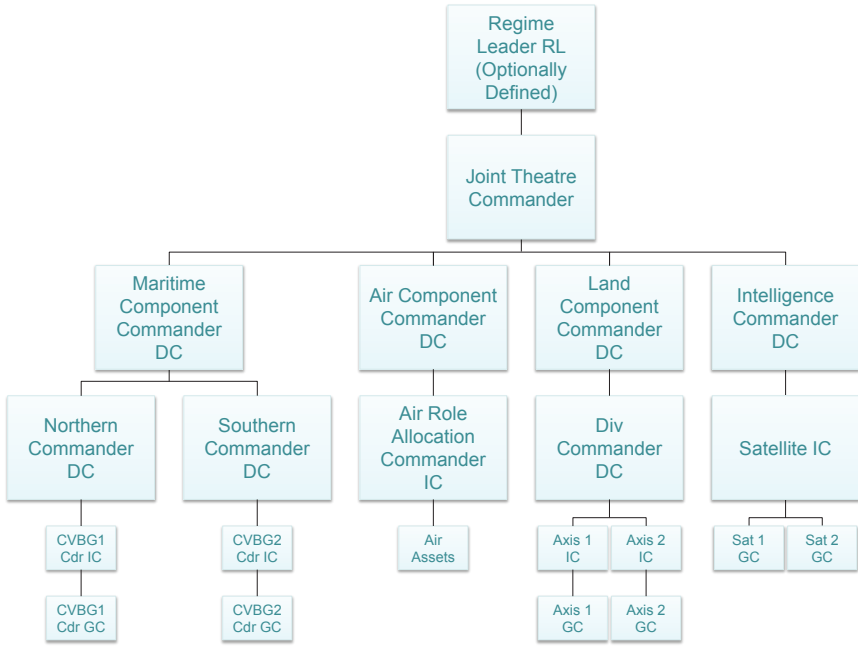 Regime
Leader RL
(Optionally
Defined)
Joint Theatre
Commander
Maritime
Component
Commander
DC
Air Component
Commander
DC
Land
Component
Commander
DC
Intelligence
Commander
DC
Northern
Commander
DC
Southern
Commander
DC
Air Role
Allocation
Commander
IC
Div
Commander
DC
Satellite IC
CVBG1
Cdr IC
CVBG2
Cdr IC
Air
Assets
Axis 1
IC
Axis 2
IC
Sat 1
GC
Sat 2
GC
CVBG1
Cdr GC
CVBG2
Cdr GC
Axis 1
GC
Axis 2
GC